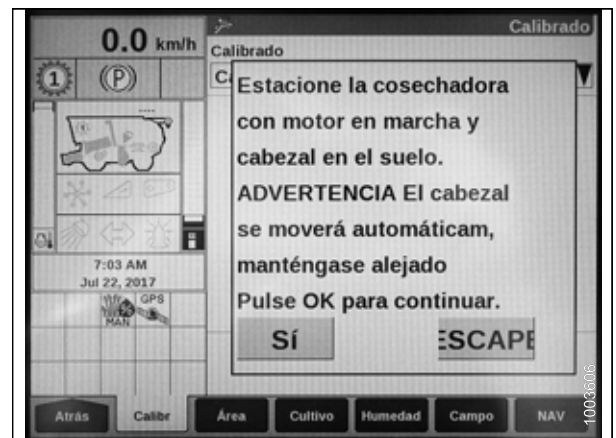 0.0 km/h
Calibrado
Calibrado
1
(P)
Estacione la cosechadora
con motor en marcha y
cabezal en el suelo.
ADVERTENCIA El cabezal
se moverá automáticam,
manténgase alejado
Pulse OK para continuar.
Sí
ESCAPE
7:03 AM
Jul 22, 2017
GPS
MAN
Atrás
Calibr
Área
Cultivo
Humedad
Campo
NAV
1003606